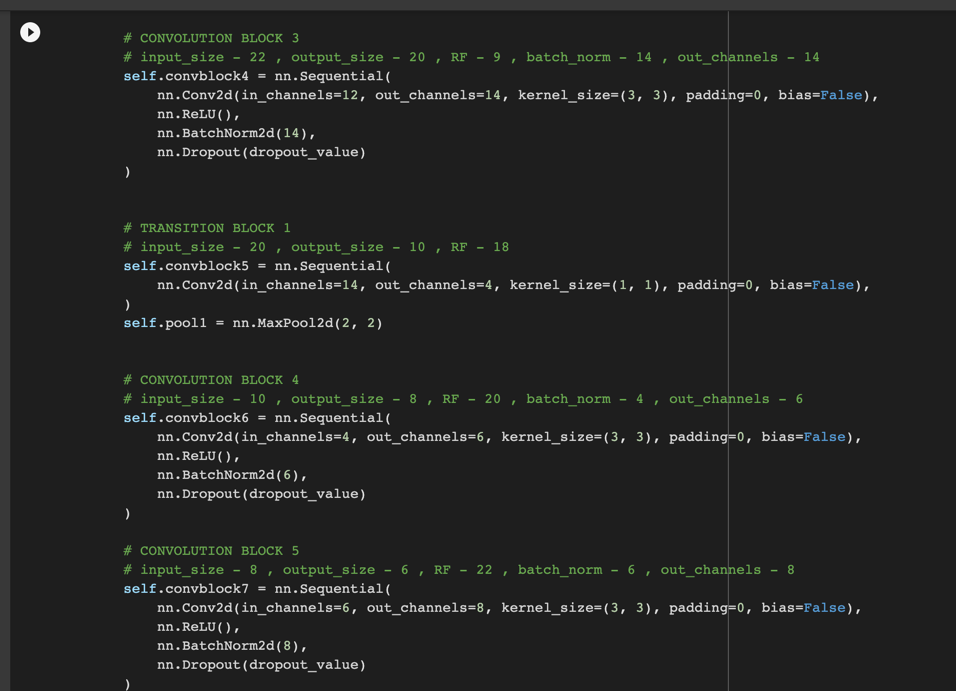 # CONVOLUTION BLOCK 3
# input_size - 22 , output_size - 20 , RF - 9 , batch_norm - 14 , out_channels - 14
self.convblock4 = nn.Sequential(
nn.Conv2d(in_channels=12, out_channels=14, kernel_size=(3, 3), padding=0, bias=False),
nn.ReLU(),
nn.BatchNorm2d(14),
nn.Dropout(dropout_value)
)
# TRANSITION BLOCK 1
# input_size - 20 , output_size - 10 , RF - 18
self.convblock5 = nn.Sequential(
nn.Conv2d(in_channels=14, out_channels=4, kernel_size=(1, 1), padding=0, bias=False),
)
self.pool1 = nn.MaxPool2d(2, 2)
# CONVOLUTION BLOCK 4
# input_size - 10 , output_size - 8 , RF - 20 , batch_norm - 4 , out_channels - 6
self.convblock6 = nn.Sequential(
nn.Conv2d(in_channels=4, out_channels=6, kernel_size=(3, 3), padding=0, bias=False),
nn.ReLU(),
nn.BatchNorm2d(6),
nn.Dropout(dropout_value)
)
# CONVOLUTION BLOCK 5
# input_size - 8 , output_size - 6 , RF - 22 , batch_norm - 6 , out_channels - 8
self.convblock7 = nn.Sequential(
nn.Conv2d(in_channels=6, out_channels=8, kernel_size=(3, 3), padding=0, bias=False),
nn.ReLU(),
nn.BatchNorm2d(8),
nn.Dropout(dropout_value)
)